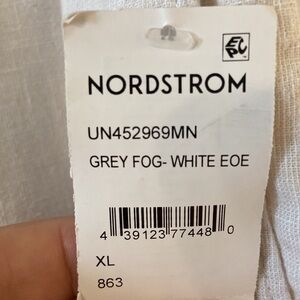 NORDSTROM
UN452969MN
GREY FOG- WHITE EOE
4 39123 77448 0
XL
863